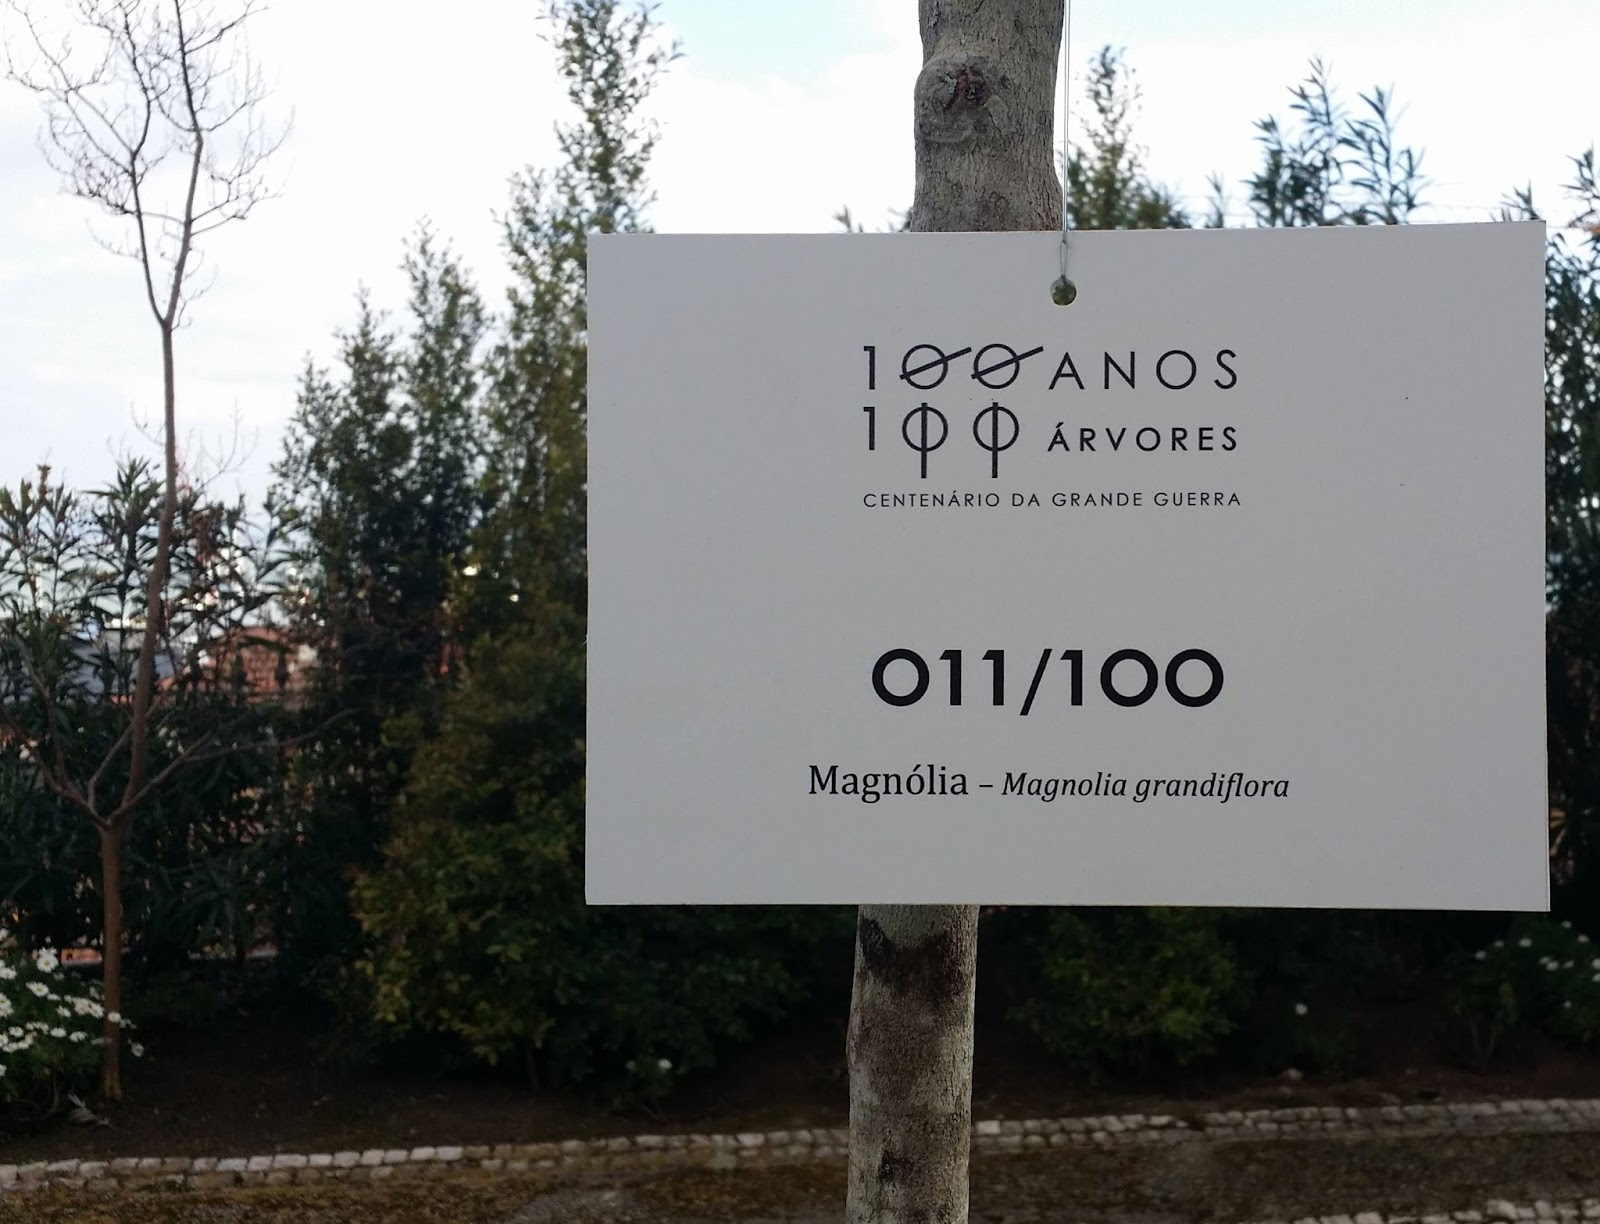 100 ANOS
100 ÁRVORES
CENTENÁRIO DA GRANDE GUERRA
011/100
Magnólia – Magnolia grandiflora